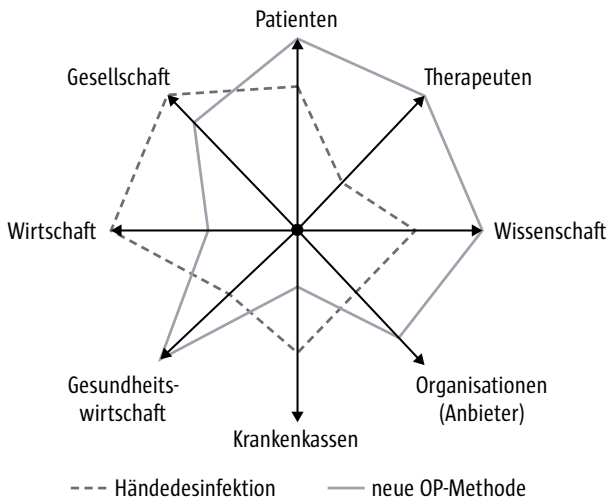 Patienten
Gesellschaft
Therapeuten
Wirtschaft
Wissenschaft
Gesundheits-
wirtschaft
Organisationen
(Anbieter)
Krankenkassen
Händedesinfektion
neue OP-Methode